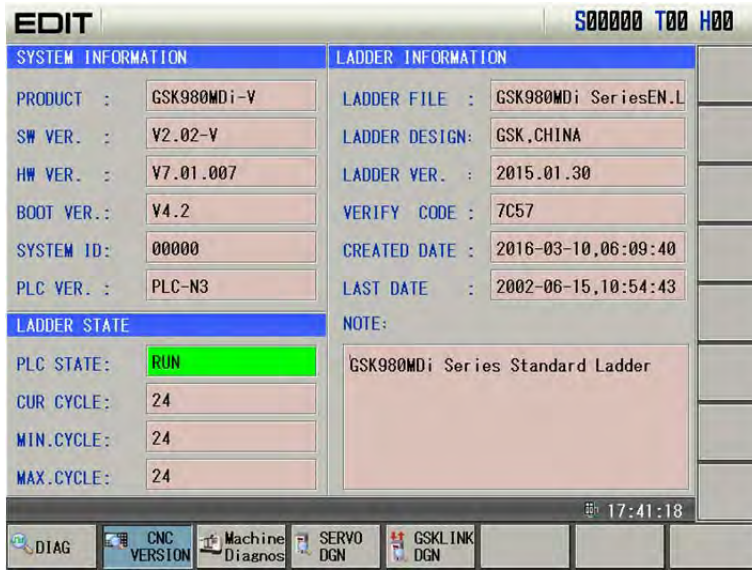 EDIT
S00000 T00 H00
SYSTEM INFORMATION
PRODUCT : GSK980MDi-V
SW VER. : V2.02-V
HW VER. : V7.01.007
BOOT VER.: V4.2
SYSTEM ID: 00000
PLC VER. : PLC-N3
LADDER STATE
PLC STATE: RUN
CUR CYCLE: 24
MIN.CYCLE: 24
MAX.CYCLE: 24
LADDER INFORMATION
LADDER FILE : GSK980MDi SeriesEN.L
LADDER DESIGN: GSK,CHINA
LADDER VER. : 2015.01.30
VERIFY CODE : 7C57
CREATED DATE : 2016-03-10,06:09:40
LAST DATE : 2002-06-15,10:54:43
NOTE:
GSK980MDi Series Standard Ladder
17:41:18
DIAG
CNC
VERSION
Machine
Diagnos
SERVO
DGN
GSKLINK
DGN